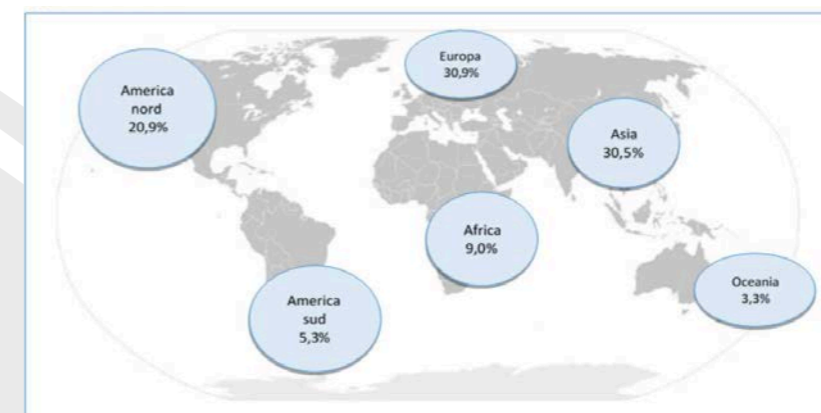 Europa
30,9%
America
nord
20,9%
Asia
30,5%
Africa
9,0%
Oceania
3,3%
America
sud
5,3%